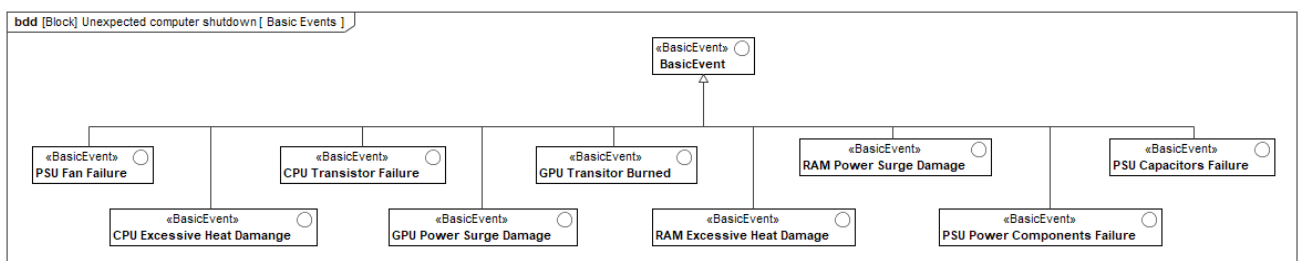 bdd [Block] Unexpected computer shutdown [ Basic Events ]
«BasicEvent»
BasicEvent
«BasicEvent»
PSU Fan Failure
«BasicEvent»
CPU Transistor Failure
«BasicEvent»
GPU Transitor Burned
«BasicEvent»
RAM Power Surge Damage
«BasicEvent»
PSU Capacitors Failure
«BasicEvent»
CPU Excessive Heat Damange
«BasicEvent»
GPU Power Surge Damage
«BasicEvent»
RAM Excessive Heat Damage
«BasicEvent»
PSU Power Components Failure